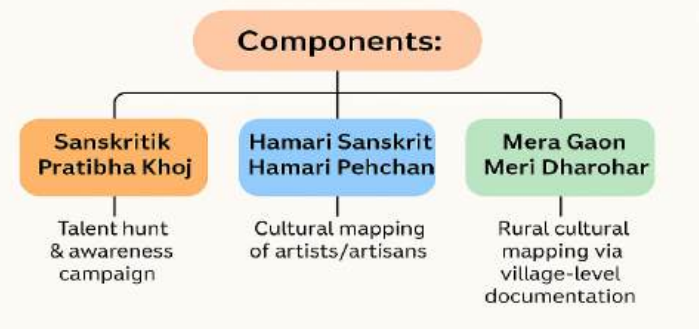 Components:
Sanskritik
Pratibha Khoj
Hamari Sanskrit
Hamari Pehchan
Mera Gaon
Meri Dharohar
Talent hunt
& awareness
campaign
Cultural mapping
of artists/artisans
Rural cultural
mapping via
village-level
documentation